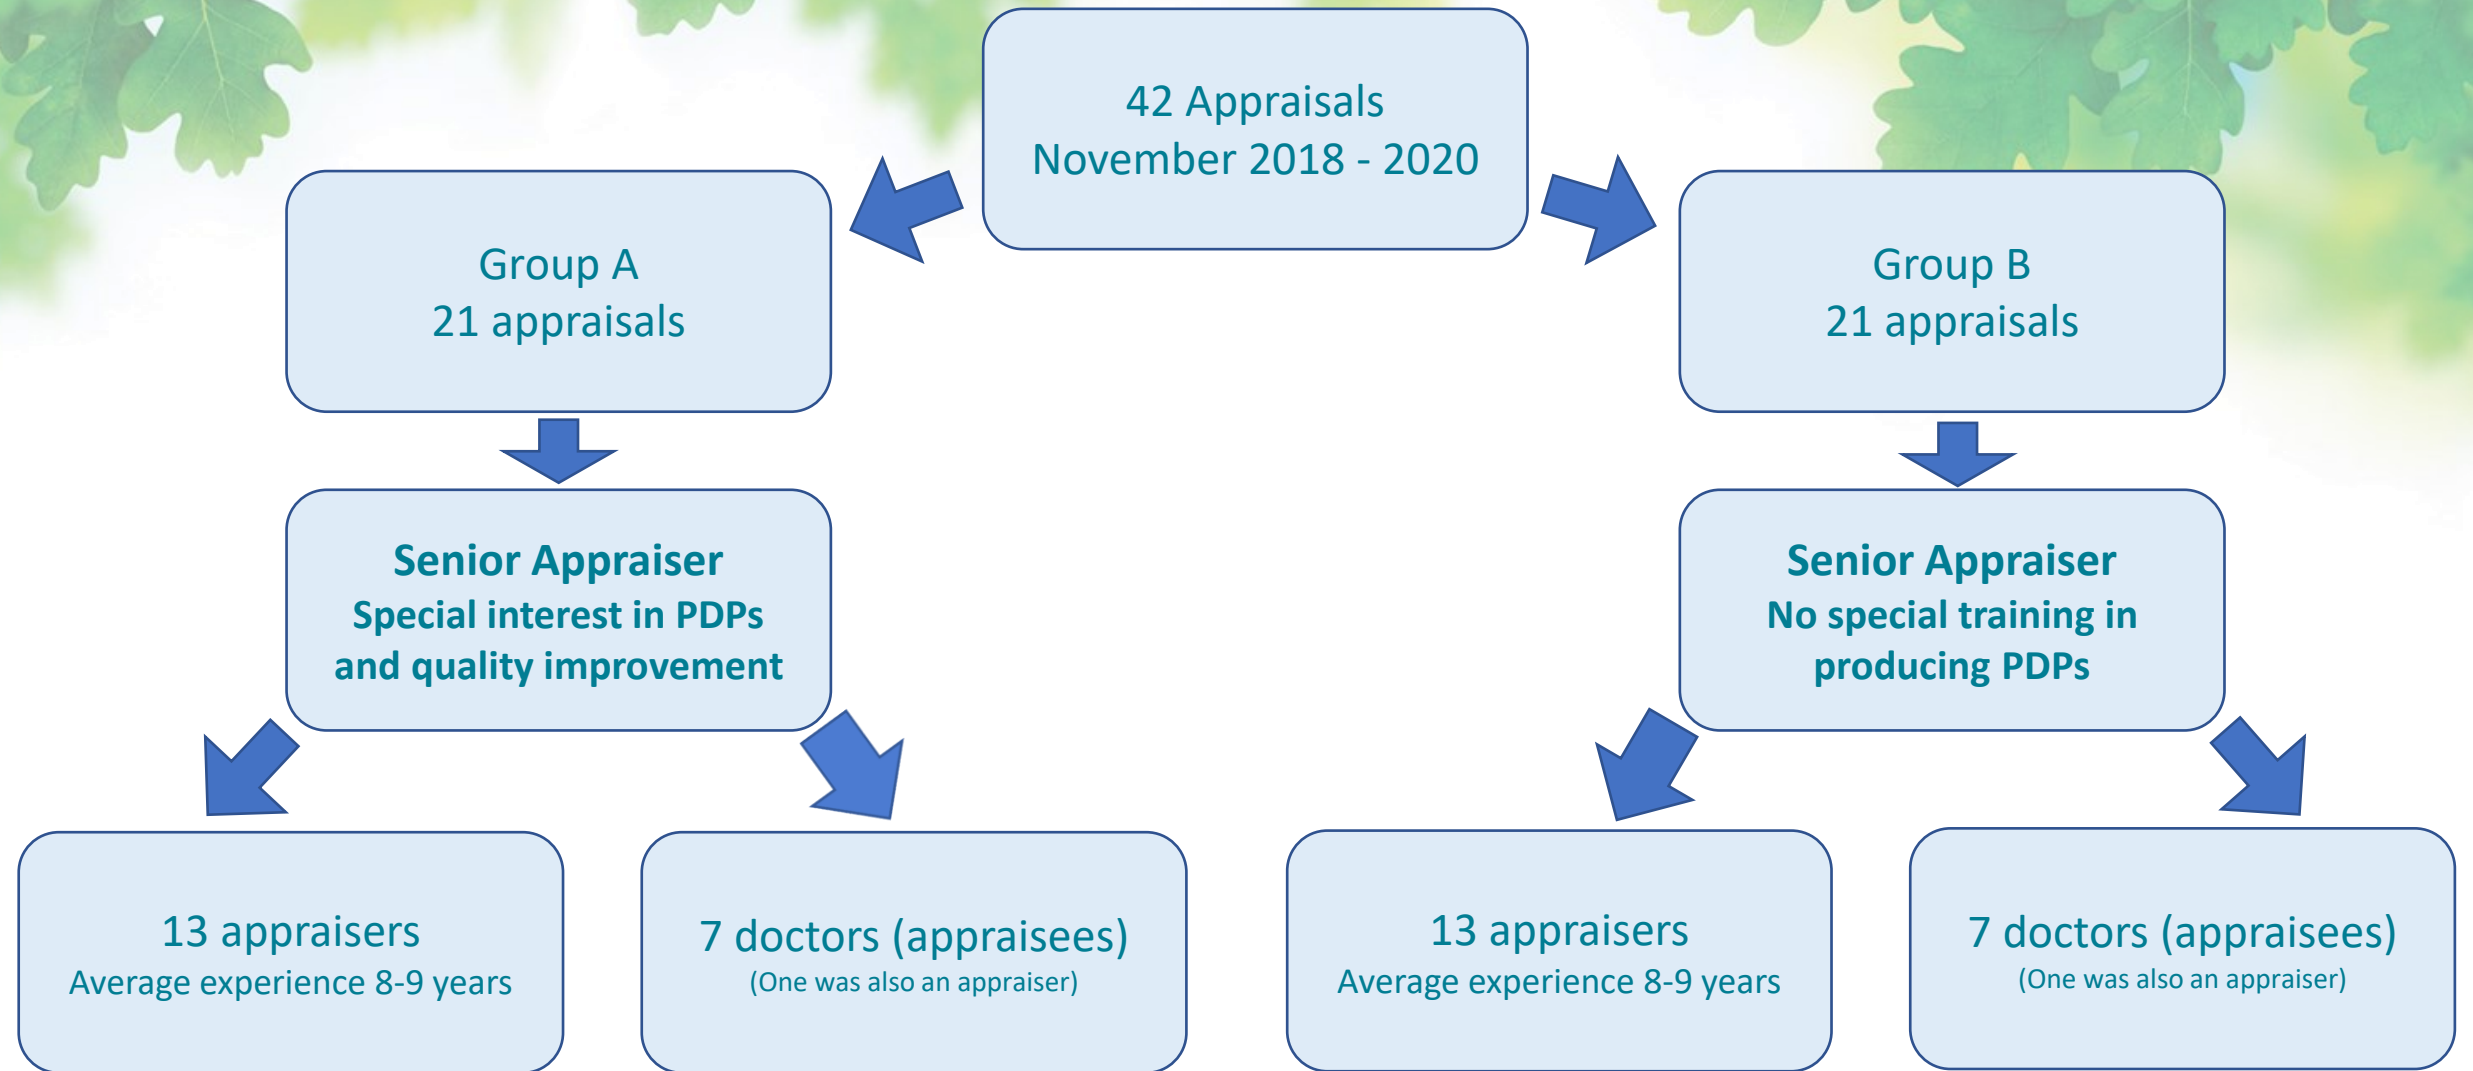 42 Appraisals
November 2018 - 2020
Group A
21 appraisals
Group B
21 appraisals
Senior Appraiser
Special interest in PDPs
and quality improvement
Senior Appraiser
No special training in
producing PDPs
13 appraisers
Average experience 8-9 years
7 doctors (appraisees)
(One was also an appraiser)
13 appraisers
Average experience 8-9 years
7 doctors (appraisees)
(One was also an appraiser)